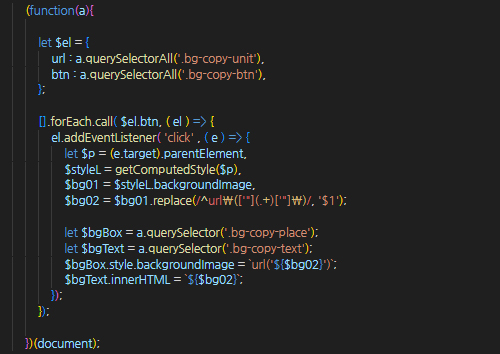 (function(a){
let $el = {
url : a.querySelectorAll('.bg-copy-unit'),
btn : a.querySelectorAll('.bg-copy-btn'),
};
[].forEach.call( $el.btn, ( el ) => {
el.addEventListener( 'click' , ( e ) => {
let $p = (e.target).parentElement,
$styleL = getComputedStyle($p),
$bg01 = $styleL.backgroundImage,
$bg02 = $bg01.replace(/^url₩(['"](.+)['"]₩)/, '$1');
let $bgBox = a.querySelector('.bg-copy-place');
let $bgText = a.querySelector('.bg-copy-text');
$bgBox.style.backgroundImage = `url('${$bg02}')`;
$bgText.innerHTML = `${$bg02}`;
});
});
})(document);